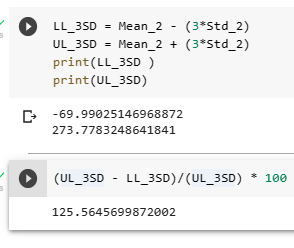 LL_3SD = Mean_2 - (3*Std_2)
UL_3SD = Mean_2 + (3*Std_2)
print(LL_3SD )
print(UL_3SD)
-69.99025146968872
273.7783248641841
(UL_3SD - LL_3SD)/(UL_3SD) * 100
125.5645699872002